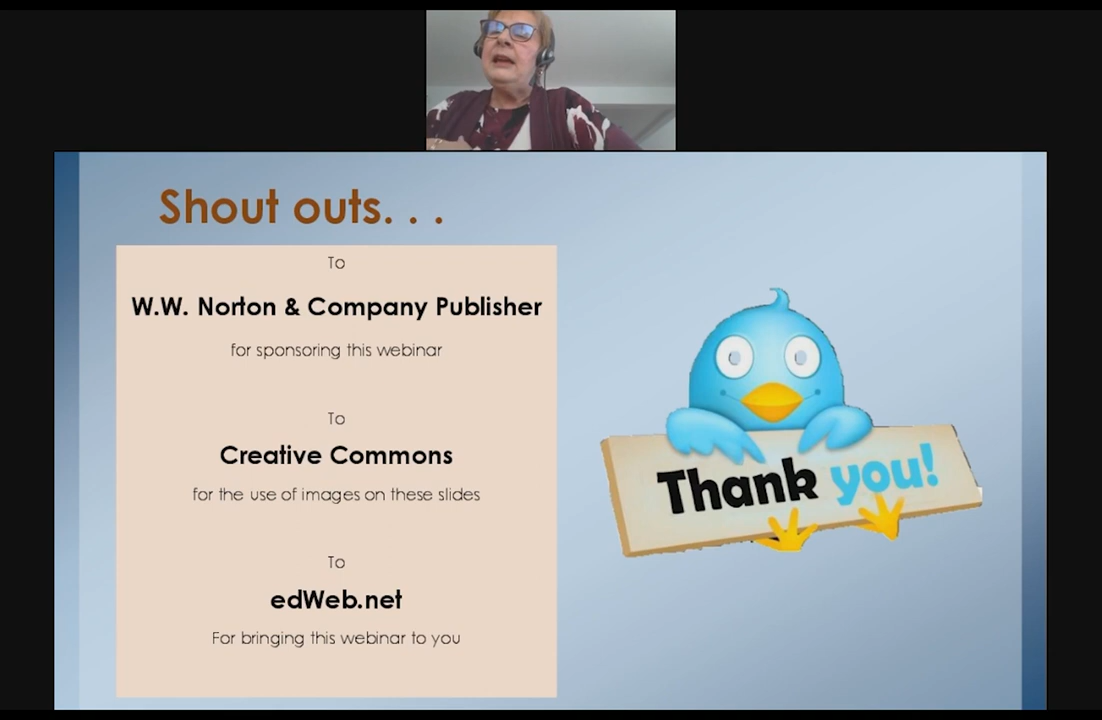 Shout outs. . .
To
W.W. Norton & Company Publisher
for sponsoring this webinar
To
Creative Commons
for the use of images on these slides
To
edWeb.net
For bringing this webinar to you
Thank you!